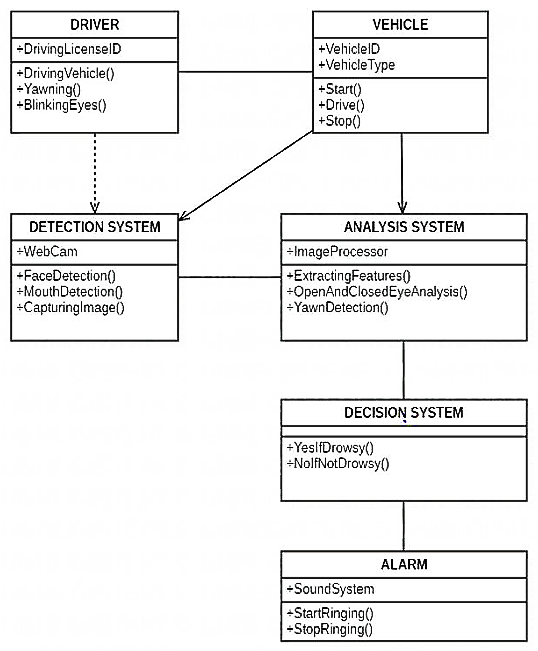 DRIVER
+DrivingLicenseID
+DrivingVehicle()
+Yawning()
+BlinkingEyes()
VEHICLE
+VehicleID
+VehicleType
+Start()
+Drive()
+Stop()
DETECTION SYSTEM
+WebCam
+FaceDetection()
+MouthDetection()
+CapturingImage()
ANALYSIS SYSTEM
+ImageProcessor
+ExtractingFeatures()
+OpenAndClosedEyeAnalysis()
+YawnDetection()
DECISION SYSTEM
+YesIfDrowsy()
+NoIfNotDrowsy()
ALARM
+SoundSystem
+StartRinging()
+StopRinging()